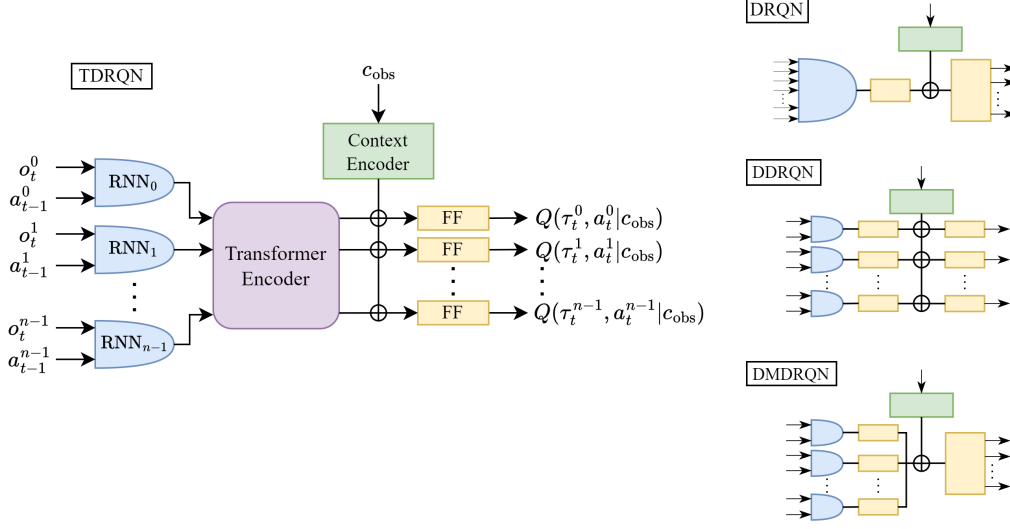 TDRQN
c_obs
Context
Encoder
o_t^0
a_{t-1}^0
RNN_0
o_t^1
a_{t-1}^1
RNN_1
o_t^{n-1}
a_{t-1}^{n-1}
RNN_{n-1}
Transformer
Encoder
FF
FF
FF
Q(τ_t^0, a_t^0|c_obs)
Q(τ_t^1, a_t^1|c_obs)
Q(τ_t^{n-1}, a_t^{n-1}|c_obs)
DRQN
DDRQN
DMDRQN